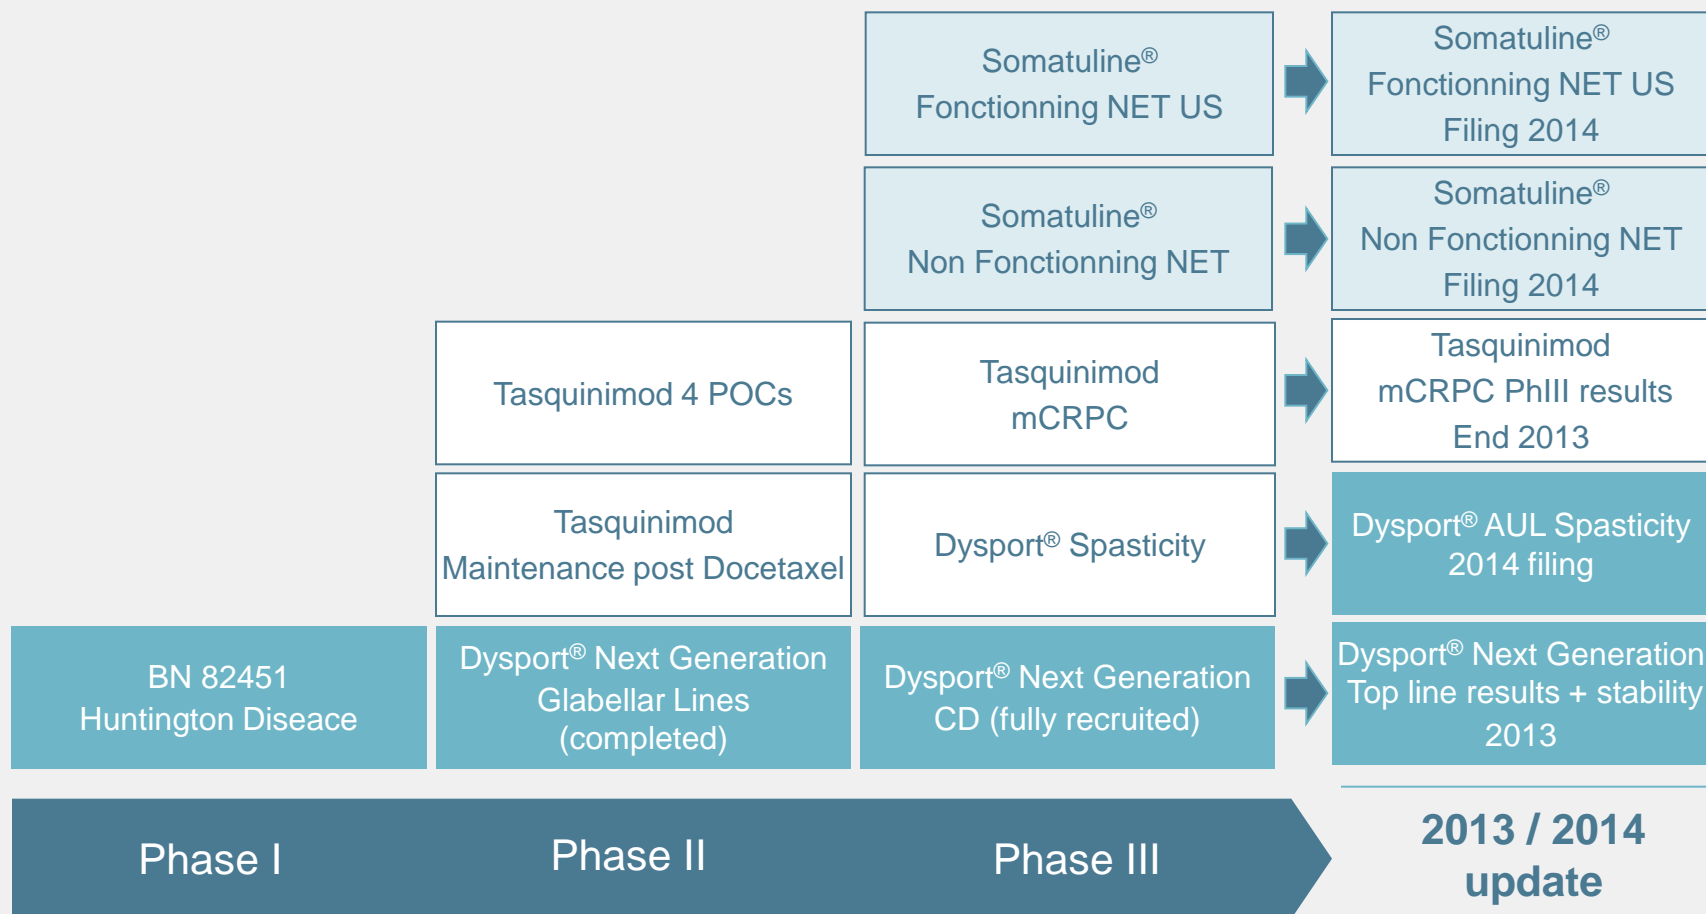 Somatuline®
Fonctionning NET US
Somatuline®
Fonctionning NET US
Filing 2014
Somatuline®
Non Fonctionning NET
Somatuline®
Non Fonctionning NET
Filing 2014
Tasquinimod 4 POCs
Tasquinimod
mCRPC
Tasquinimod
mCRPC PhIII results
End 2013
Tasquinimod
Maintenance post Docetaxel
Dysport® Spasticity
Dysport® AUL Spasticity
2014 filing
BN 82451
Huntington Diseace
Dysport® Next Generation
Glabellar Lines
(completed)
Dysport® Next Generation
CD (fully recruited)
Dysport® Next Generation
Top line results + stability
2013
Phase I
Phase II
Phase III
2013 / 2014
update